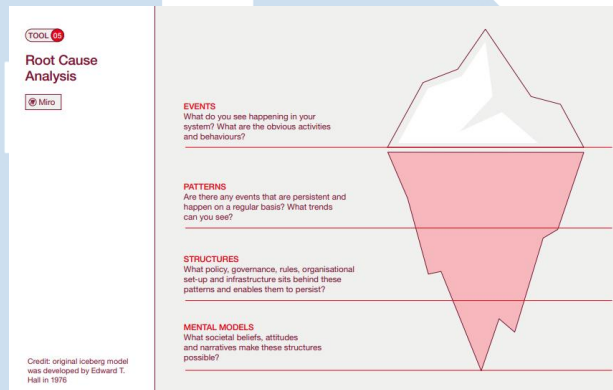 TOOL 05
Root Cause
Analysis
Miro
EVENTS
What do you see happening in your
system? What are the obvious activities
and behaviours?
PATTERNS
Are there any events that are persistent and
happen on a regular basis? What trends
can you see?
STRUCTURES
What policy, governance, rules, organisational
set-up and infrastructure sits behind these
patterns and enables them to persist?
MENTAL MODELS
What societal beliefs, attitudes
and narratives make these structures
possible?
Credit: original iceberg model
was developed by Edward T.
Hall in 1976